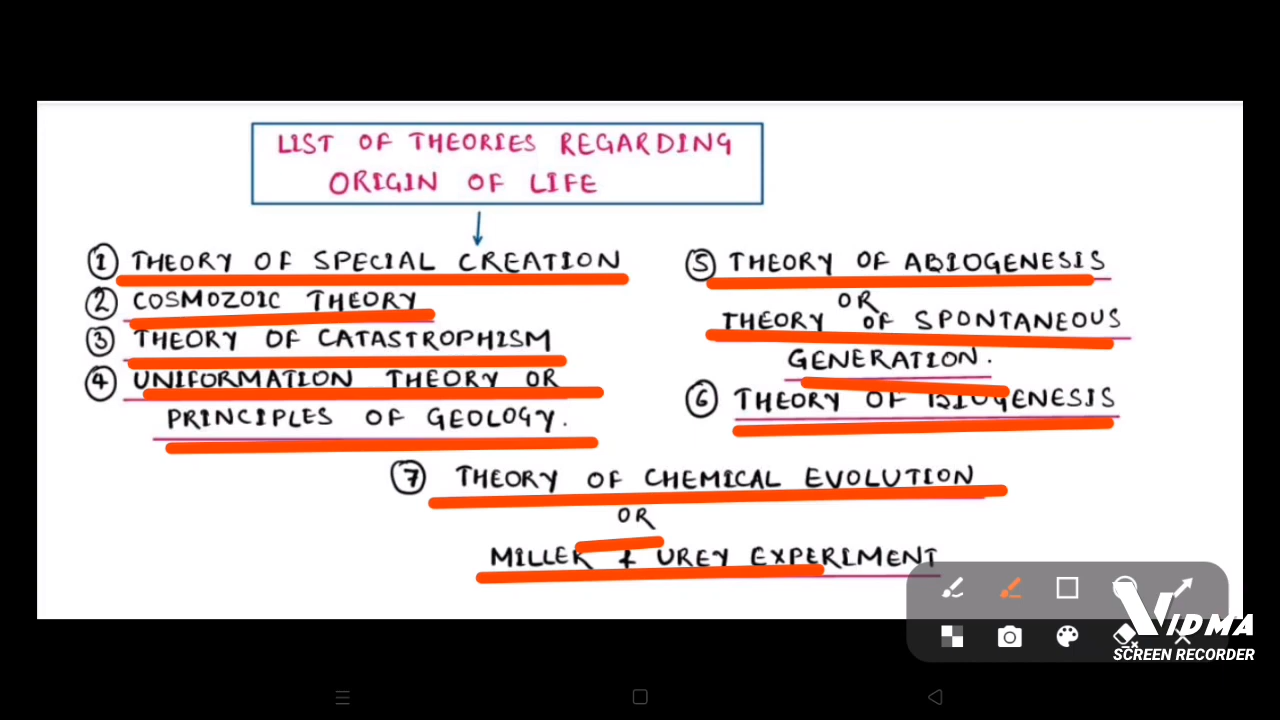 LIST OF THEORIES REGARDING
ORIGIN OF LIFE
1 THEORY OF SPECIAL CREATION
2 COSMOZOIC THEORY
3 THEORY OF CATASTROPHISM
4 UNIFORMATION THEORY OR
PRINCIPLES OF GEOLOGY.
5 THEORY OF ABIOGENESIS
OR
THEORY OF SPONTANEOUS
GENERATION.
6 THEORY OF BIOGENESIS
7 THEORY OF CHEMICAL EVOLUTION
OR
MILLER & UREY EXPERIMENT
VIDMA
SCREEN RECORDER